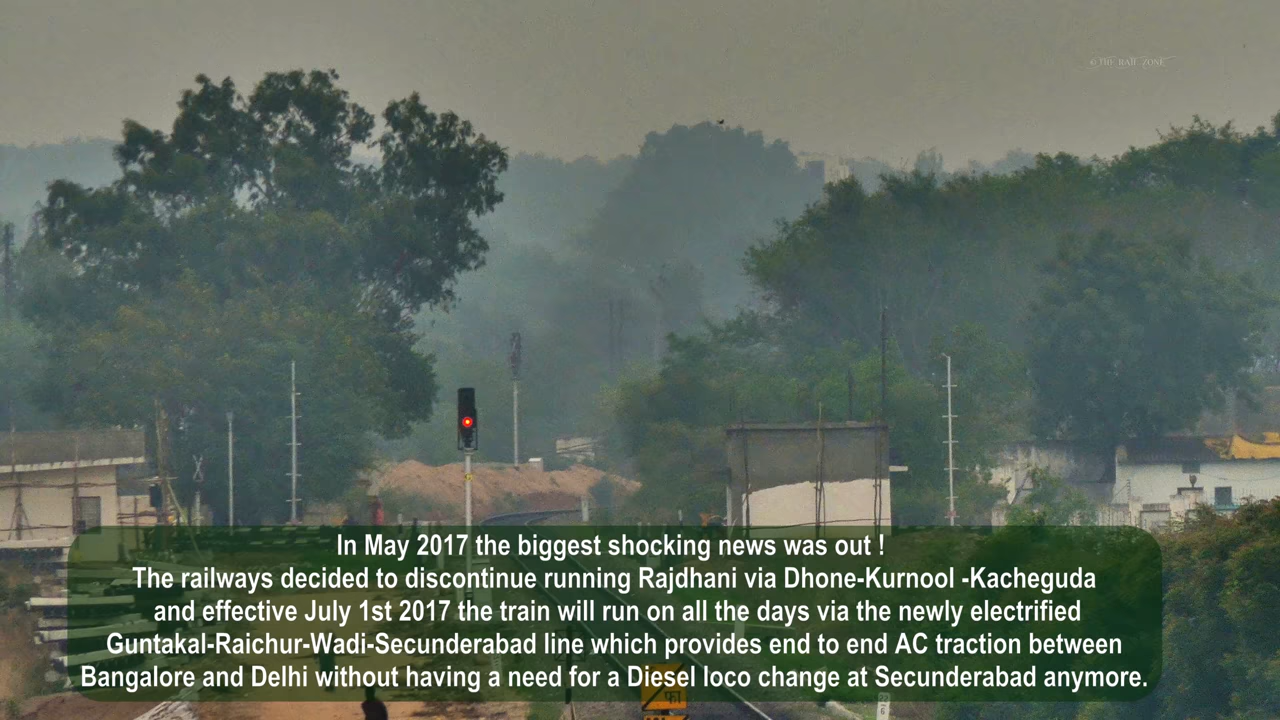 © THE RAIL ZONE
In May 2017 the biggest shocking news was out !
The railways decided to discontinue running Rajdhani via Dhone-Kurnool -Kacheguda
and effective July 1st 2017 the train will run on all the days via the newly electrified
Guntakal-Raichur-Wadi-Secunderabad line which provides end to end AC traction between
Bangalore and Delhi without having a need for a Diesel loco change at Secunderabad anymore.
फा